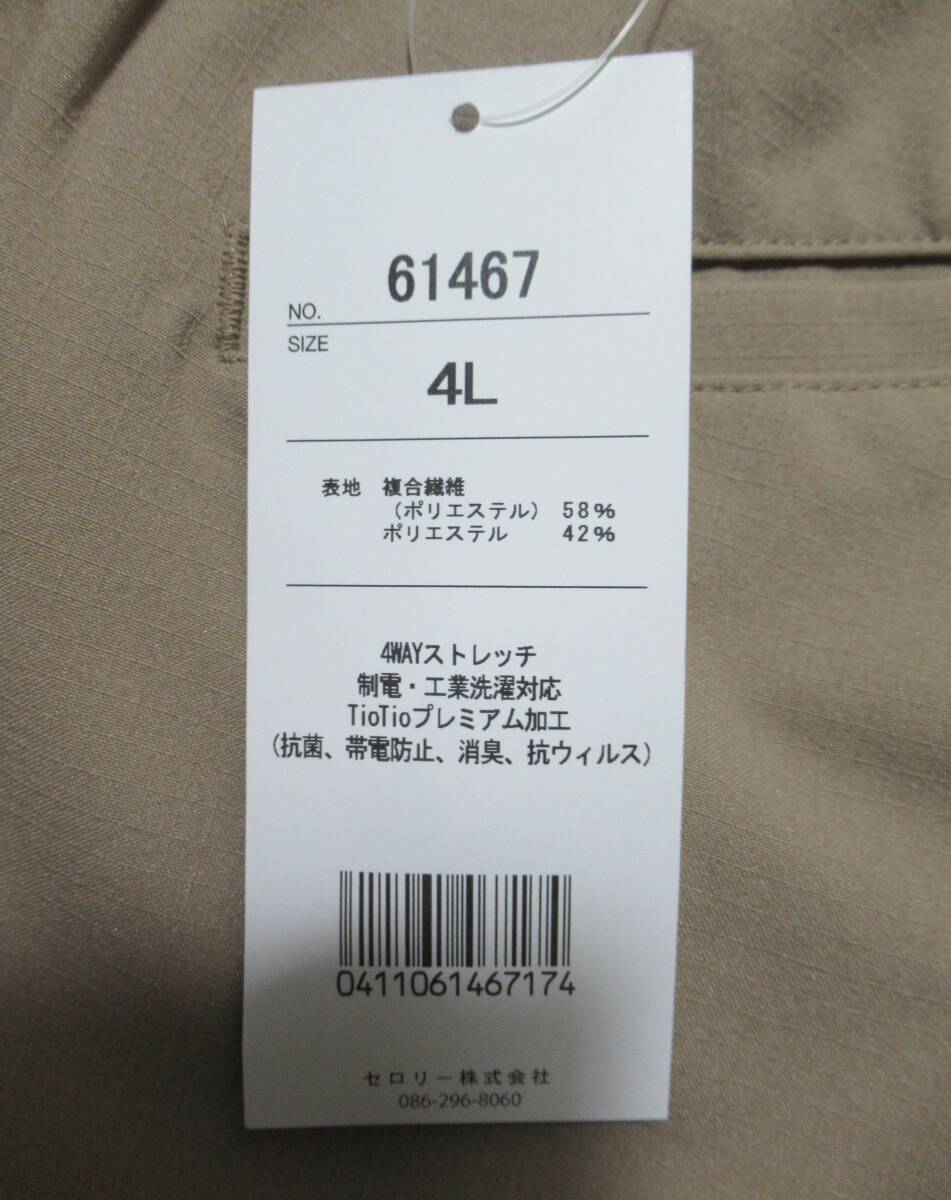 NO. 61467
SIZE
4L
表地 複合繊維
（ポリエステル） 58%
ポリエステル 42%
4WAYストレッチ
制電・工業洗濯対応
TioTioプレミアム加工
（抗菌、帯電防止、消臭、抗ウィルス）
0411061467174
セロリー株式会社
086-296-8060